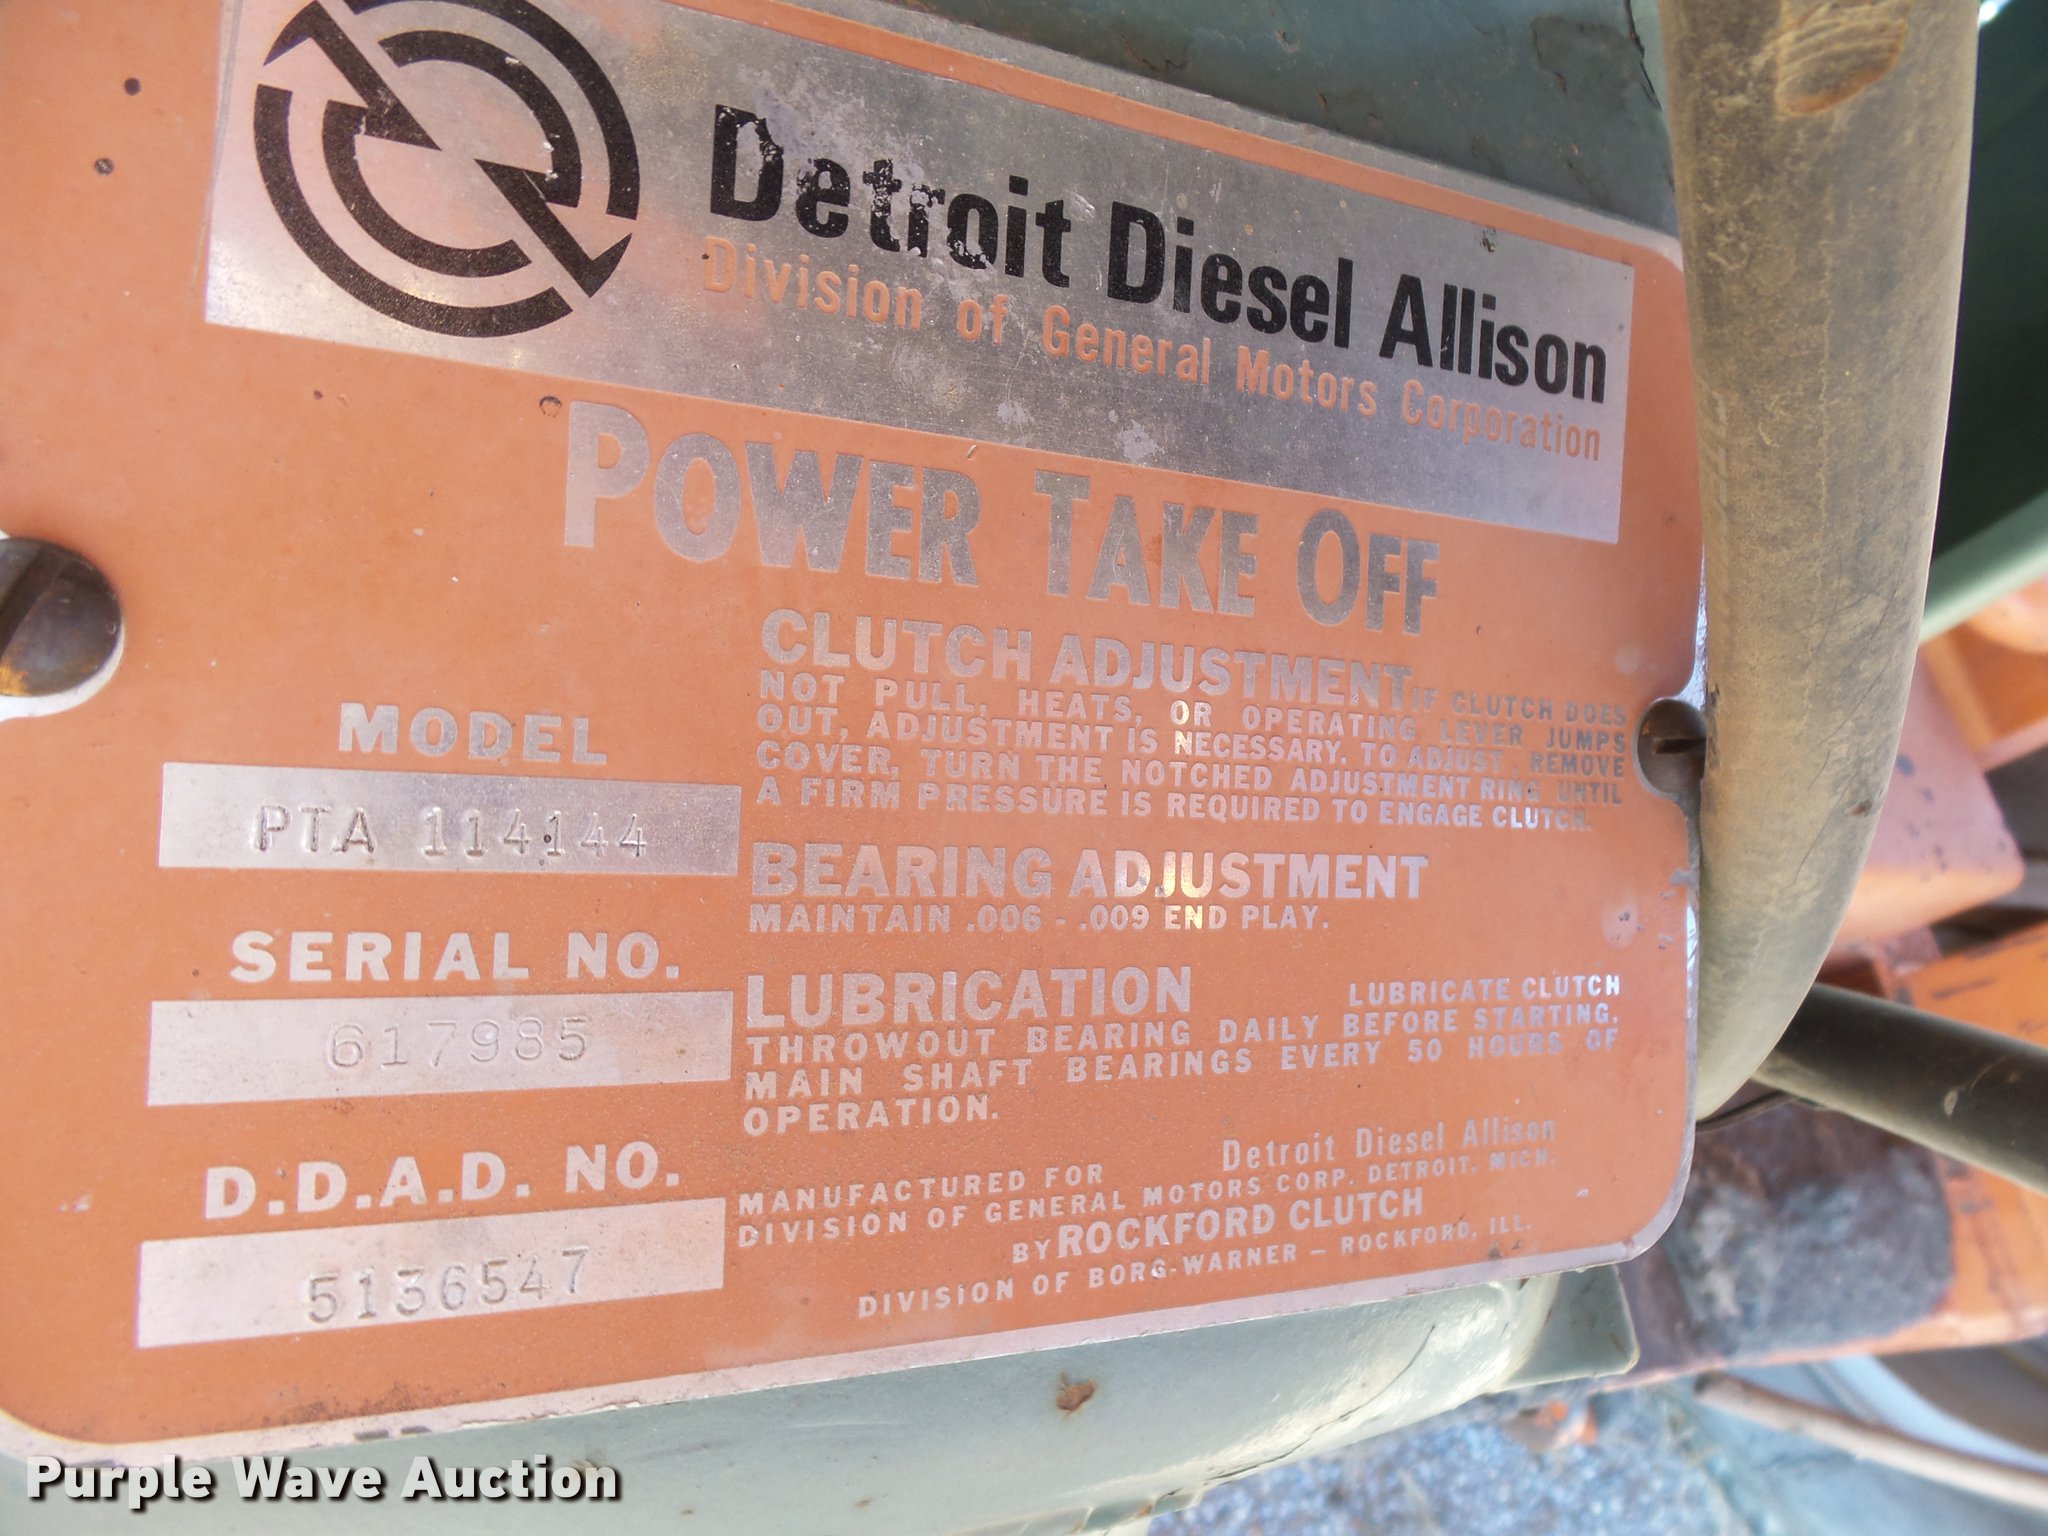 Detroit Diesel Allison
Division of General Motors Corporation
POWER TAKE OFF
CLUTCH ADJUSTMENT IF CLUTCH DOES
NOT PULL, HEATS, OR OPERATING LEVER JUMPS
OUT, ADJUSTMENT IS NECESSARY. TO ADJUST, REMOVE
COVER, TURN THE NOTCHED ADJUSTMENT RING UNTIL
A FIRM PRESSURE IS REQUIRED TO ENGAGE CLUTCH.
BEARING ADJUSTMENT
MAINTAIN .006 - .009 END PLAY.
LUBRICATION LUBRICATE CLUTCH
THROWOUT BEARING DAILY BEFORE STARTING,
MAIN SHAFT BEARINGS EVERY 50 HOURS OF
OPERATION.
MODEL
PTA 114144
SERIAL NO.
617985
D.D.A.D. NO.
5136547
MANUFACTURED FOR Detroit Diesel Allison
DIVISION OF GENERAL MOTORS CORP. DETROIT, MICH.
BY ROCKFORD CLUTCH
DIVISION OF BORG-WARNER – ROCKFORD, ILL.
Purple Wave Auction